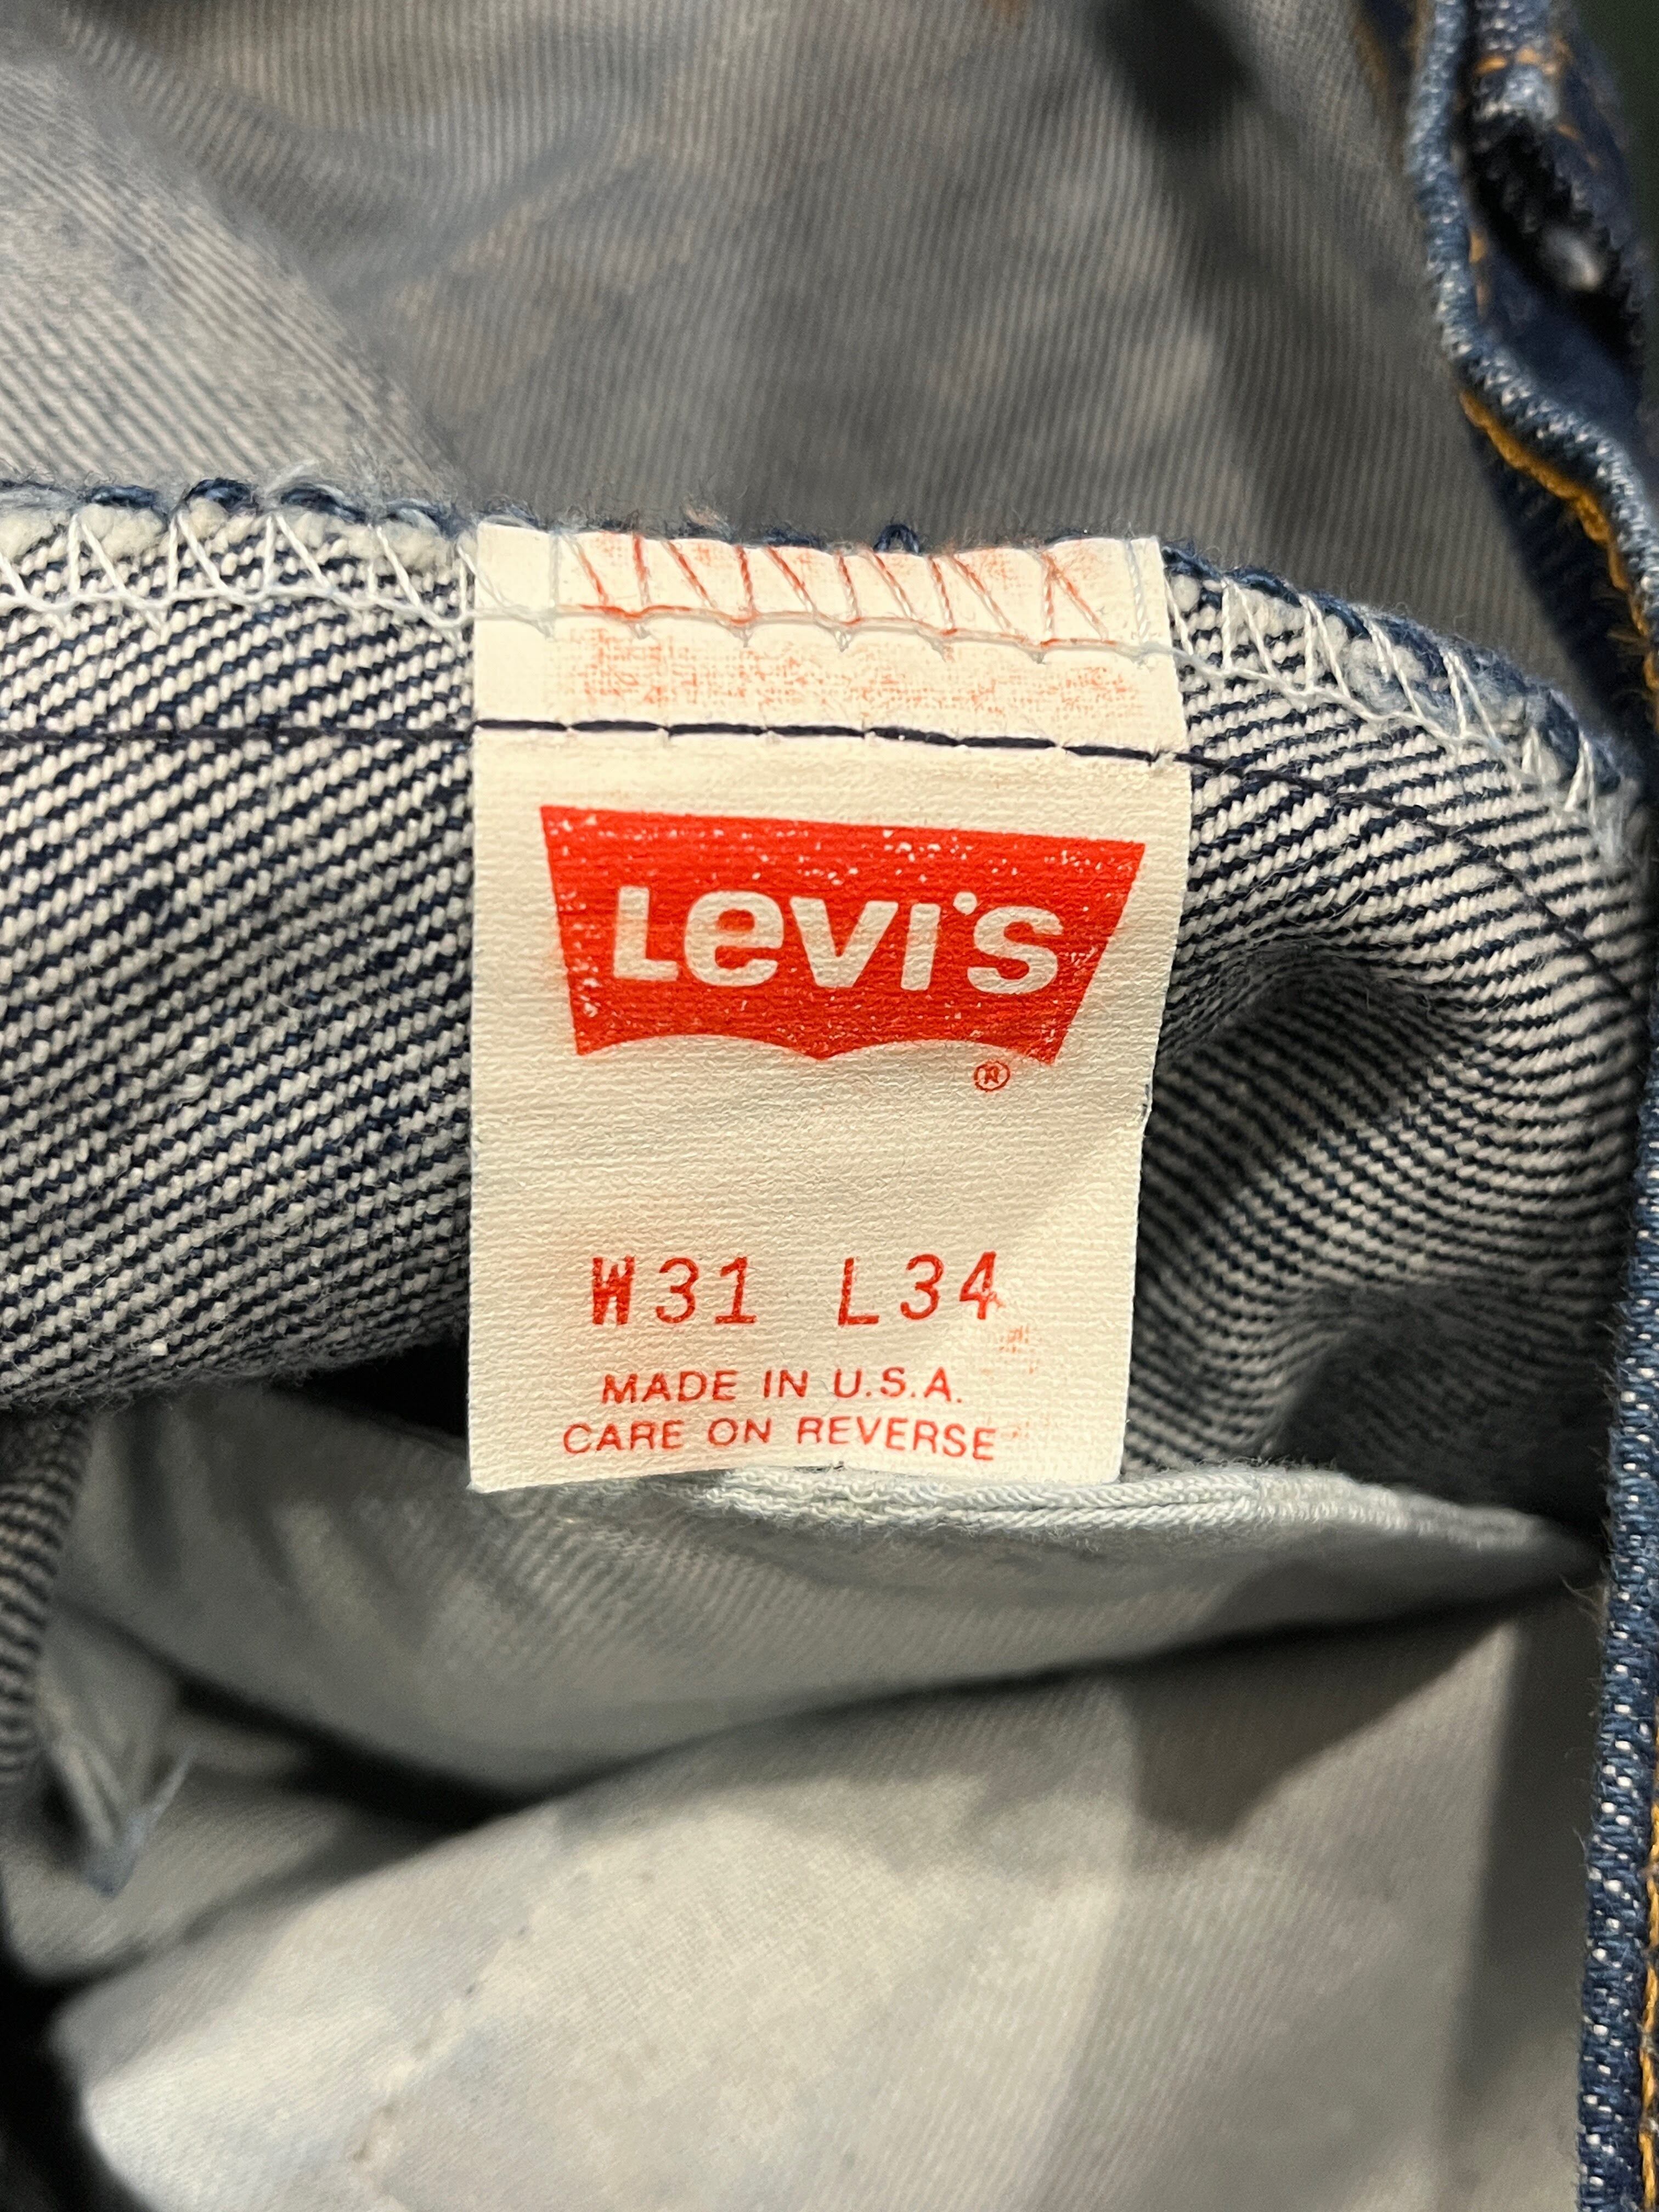 Levi's
®
W31 L34
MADE IN U.S.A.
CARE ON REVERSE